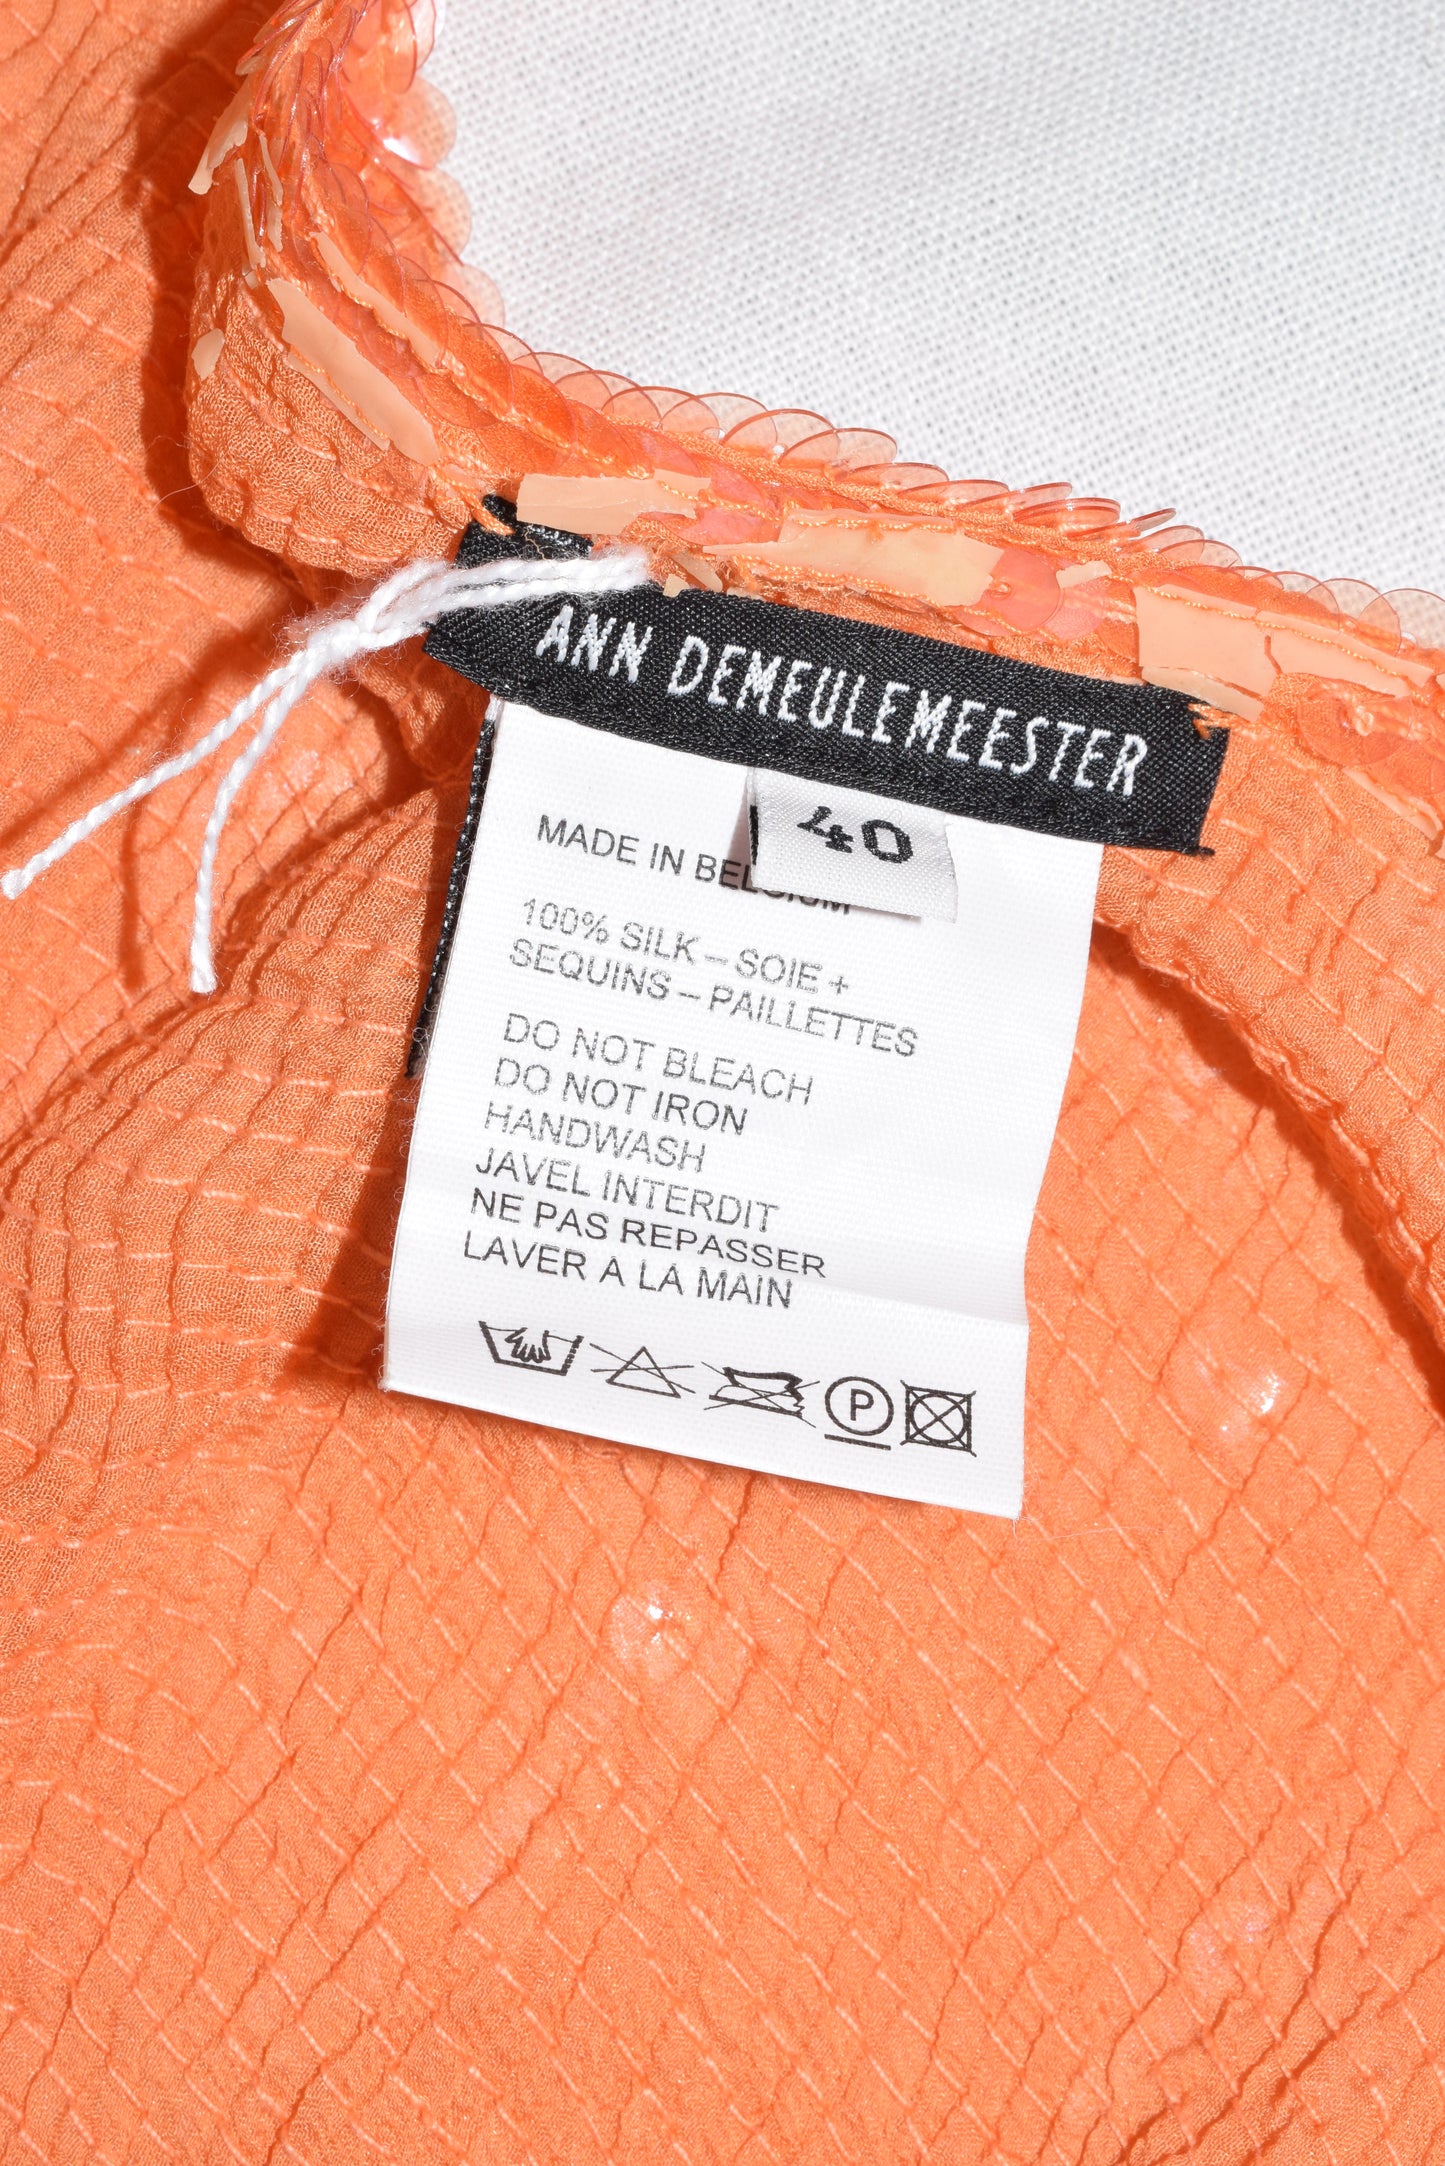 ANN DEMEULEMEESTER
40
MADE IN BELGIUM
100% SILK – SOIE +
SEQUINS – PAILLETTES
DO NOT BLEACH
DO NOT IRON
HANDWASH
JAVEL INTERDIT
NE PAS REPASSER
LAVER A LA MAIN
P